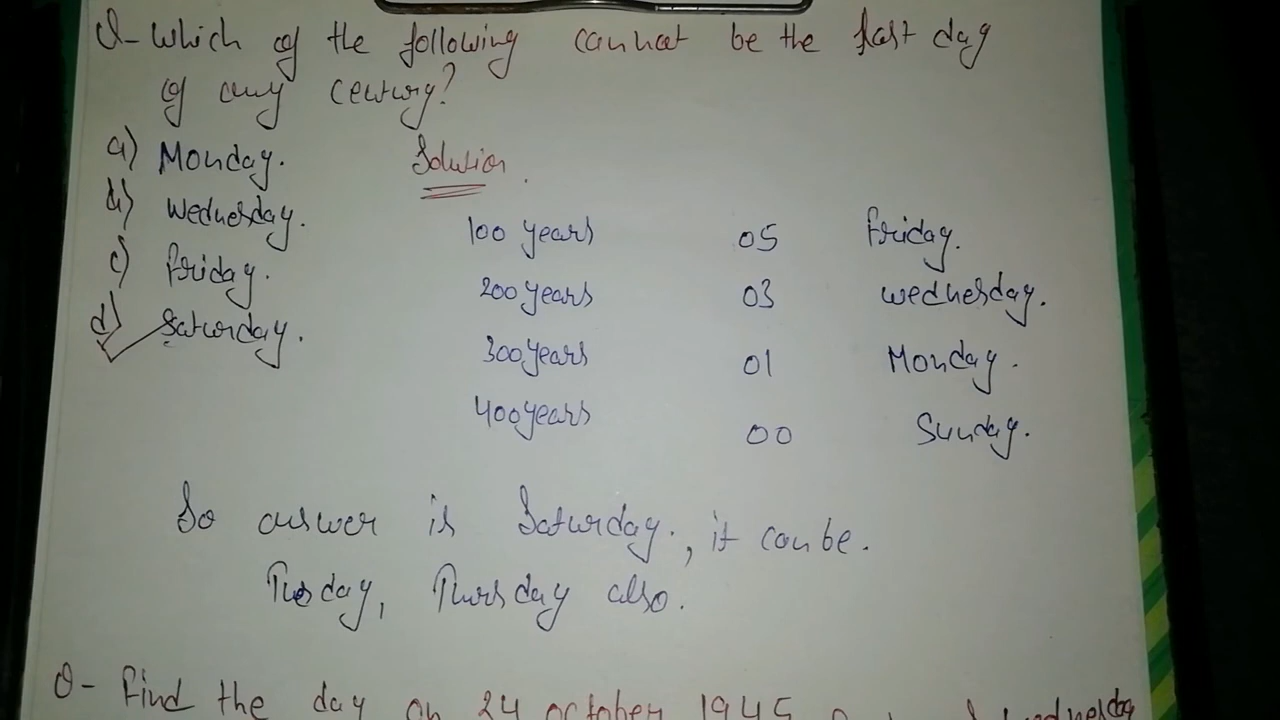 Q- Which of the following cannot be the last day
of any century?
a) Monday.
b) Wednesday.
c) Friday.
d) Saturday.
Solution.
100 years 05 Friday.
200 years 03 Wednesday.
300 years 01 Monday.
400 years 00 Sunday.
So answer is Saturday., it can be.
Tuesday, Thursday also.
Q- Find the day on 24 october 1945